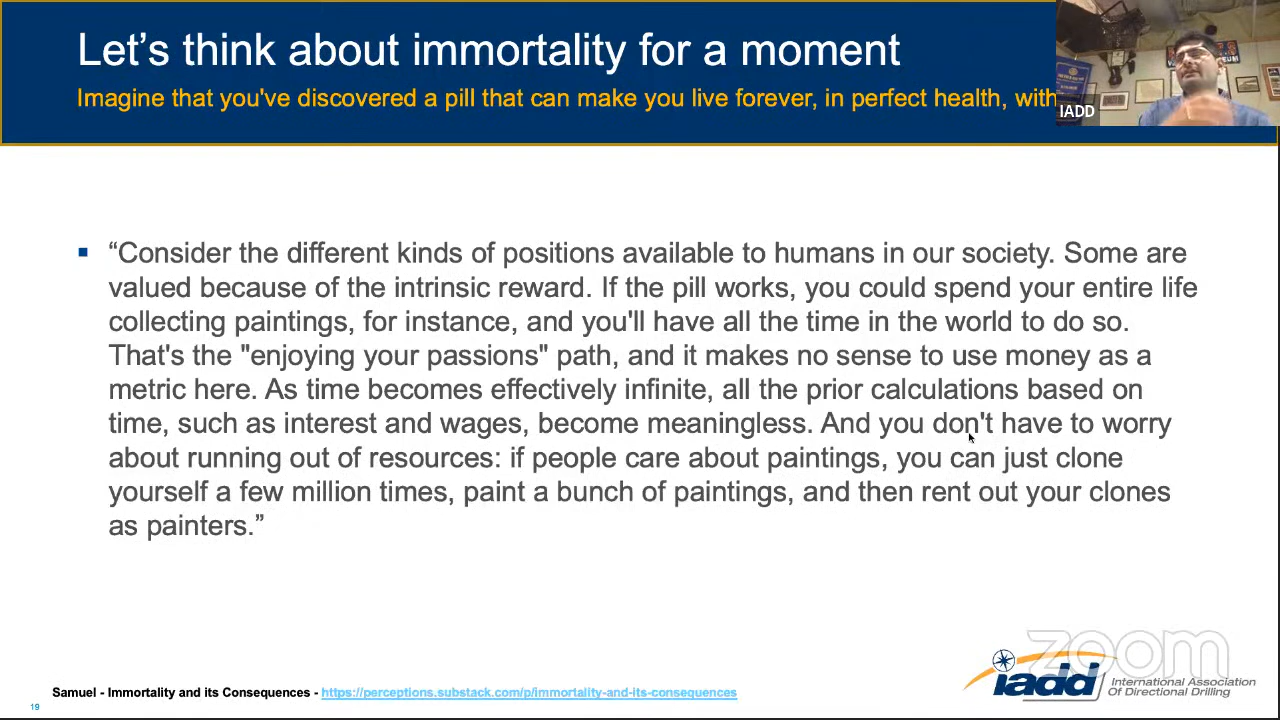 Let's think about immortality for a moment
Imagine that you've discovered a pill that can make you live forever, in perfect health, with
IADD
▪ “Consider the different kinds of positions available to humans in our society. Some are
valued because of the intrinsic reward. If the pill works, you could spend your entire life
collecting paintings, for instance, and you'll have all the time in the world to do so.
That's the "enjoying your passions" path, and it makes no sense to use money as a
metric here. As time becomes effectively infinite, all the prior calculations based on
time, such as interest and wages, become meaningless. And you don't have to worry
about running out of resources: if people care about paintings, you can just clone
yourself a few million times, paint a bunch of paintings, and then rent out your clones
as painters.”
zoom
iadd
International Association
Of Directional Drilling
Samuel - Immortality and its Consequences - https://perceptions.substack.com/p/immortality-and-its-consequences
19